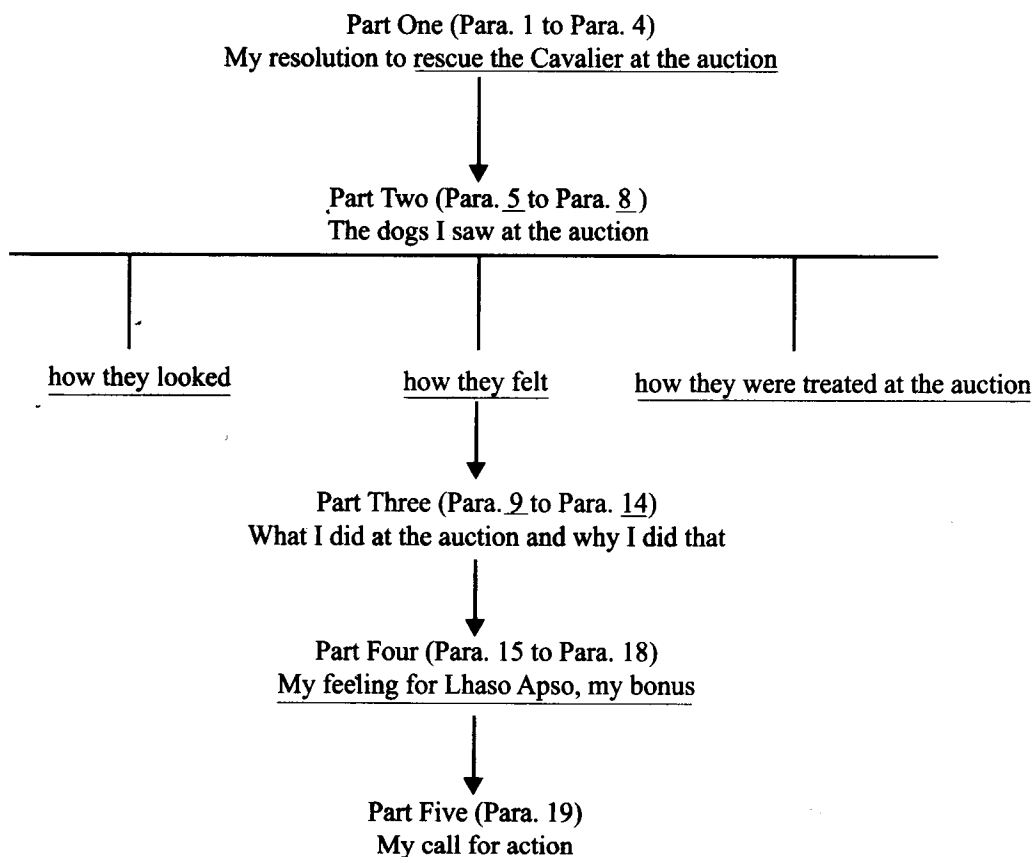 Part One (Para. 1 to Para. 4)
My resolution to rescue the Cavalier at the auction
Part Two (Para. 5 to Para. 8 )
The dogs I saw at the auction
how they looked
how they felt
how they were treated at the auction
Part Three (Para. 9 to Para. 14)
What I did at the auction and why I did that
Part Four (Para. 15 to Para. 18)
My feeling for Lhaso Apso, my bonus
Part Five (Para. 19)
My call for action